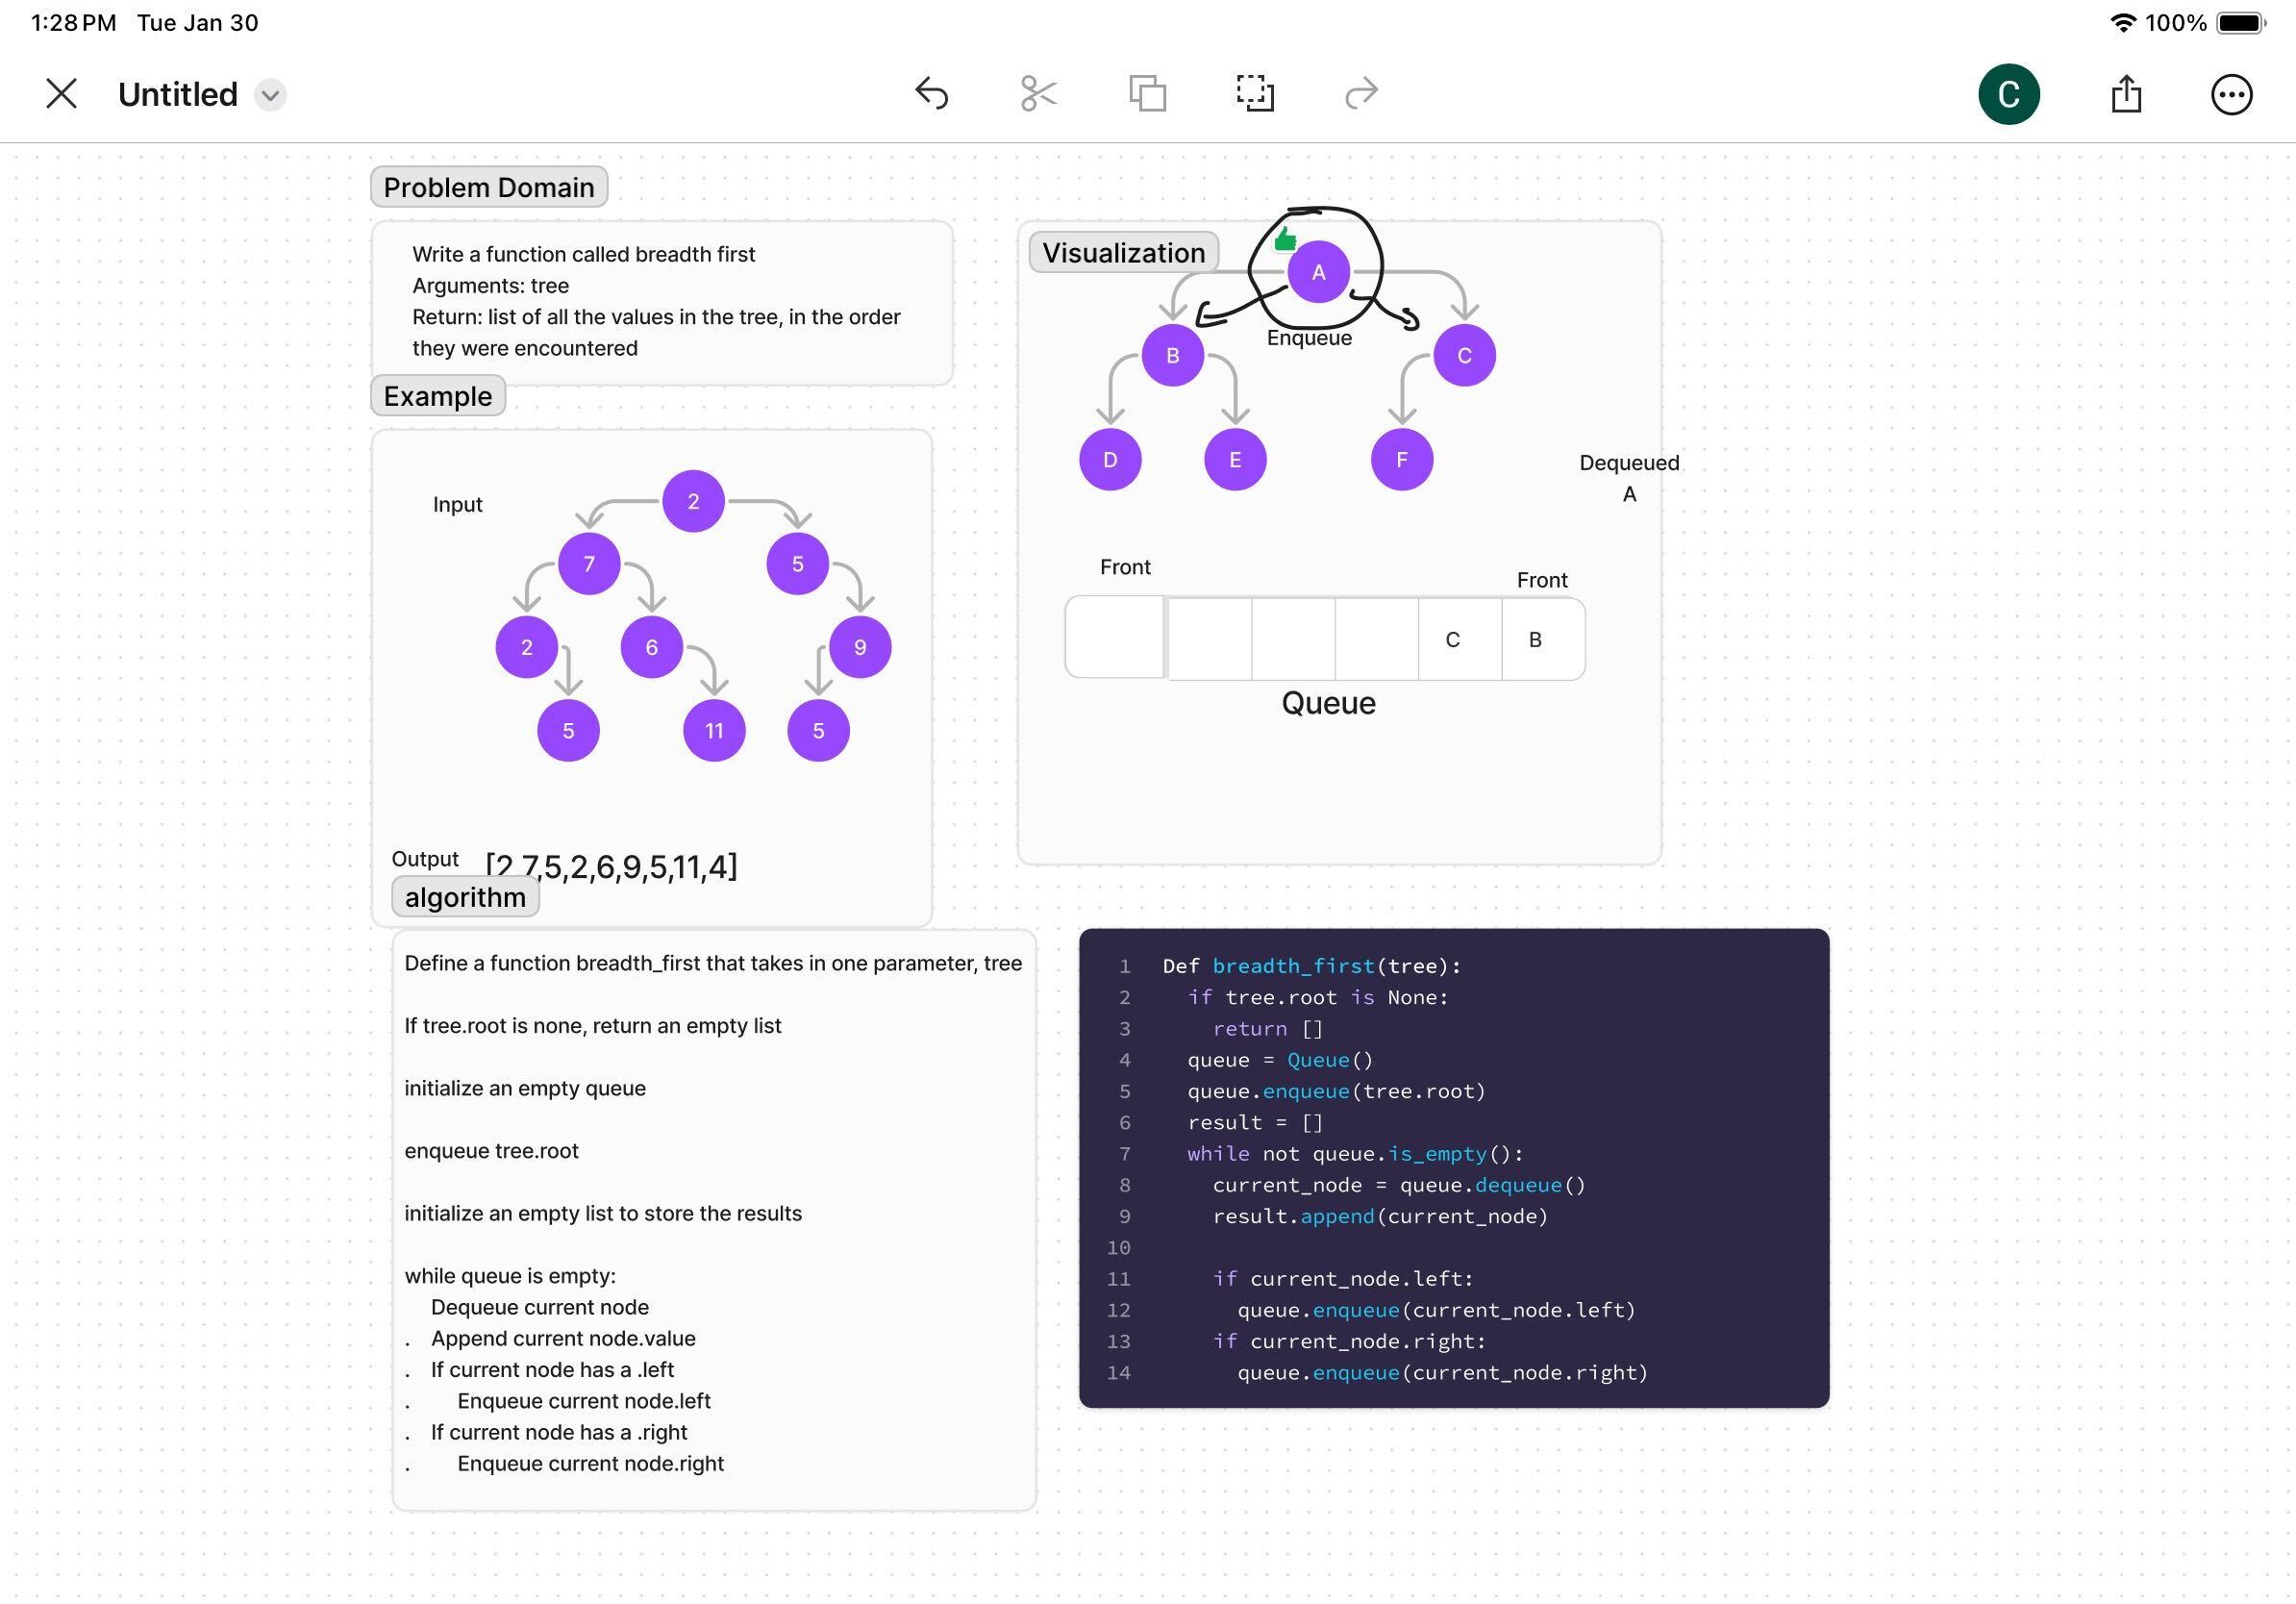 1:28 PM Tue Jan 30
100%
Untitled
C
Problem Domain
Write a function called breadth first
Arguments: tree
Return: list of all the values in the tree, in the order
they were encountered
Example
Input
2
7
5
2
6
9
5
11
5
Output
[2,7,5,2,6,9,5,11,4]
Visualization
A
Enqueue
B
C
D
E
F
Dequeued
A
Front
Front
C
B
Queue
algorithm
Define a function breadth_first that takes in one parameter, tree
If tree.root is none, return an empty list
initialize an empty queue
enqueue tree.root
initialize an empty list to store the results
while queue is empty:
Dequeue current node
. Append current node.value
. If current node has a .left
. Enqueue current node.left
. If current node has a .right
. Enqueue current node.right
1 Def breadth_first(tree):
2 if tree.root is None:
3 return []
4 queue = Queue()
5 queue.enqueue(tree.root)
6 result = []
7 while not queue.is_empty():
8 current_node = queue.dequeue()
9 result.append(current_node)
10
11 if current_node.left:
12 queue.enqueue(current_node.left)
13 if current_node.right:
14 queue.enqueue(current_node.right)